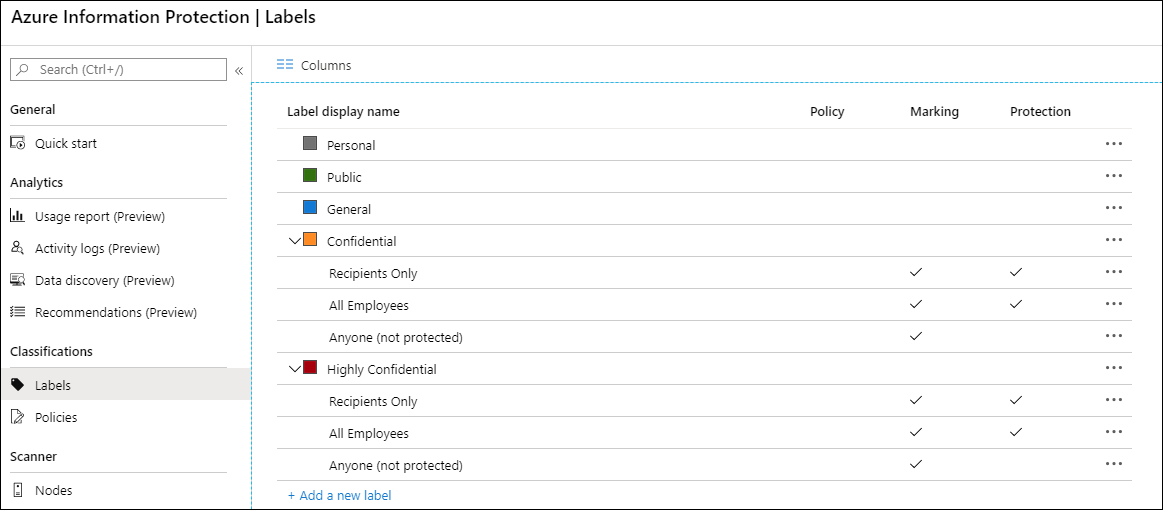 Azure Information Protection | Labels
Search (Ctrl+/)
«
General
Quick start
Analytics
Usage report (Preview)
Activity logs (Preview)
Data discovery (Preview)
Recommendations (Preview)
Classifications
Labels
Policies
Scanner
Nodes
Columns
Label display name Policy Marking Protection
Personal
Public
General
Confidential
Recipients Only
All Employees
Anyone (not protected)
Highly Confidential
Recipients Only
All Employees
Anyone (not protected)
+ Add a new label